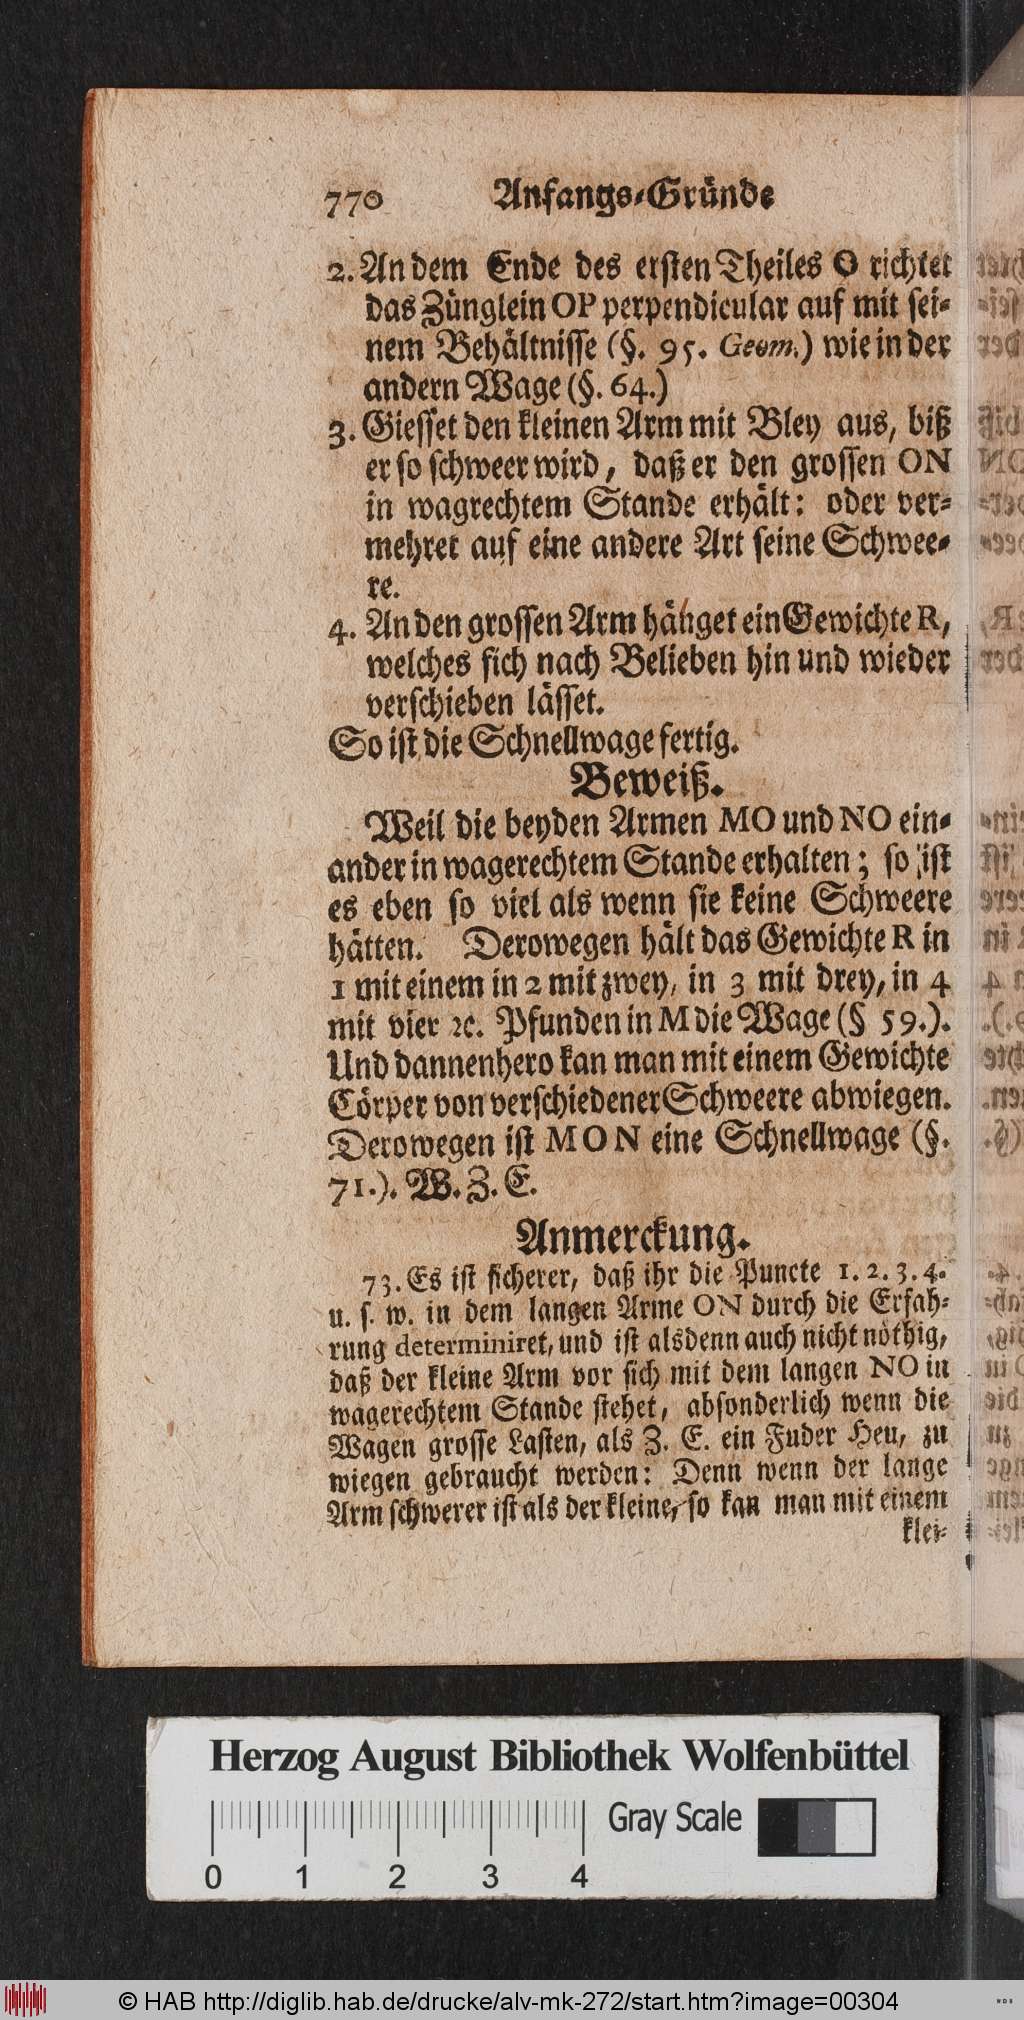 770 Anfangs-Gründe
2. An dem Ende des ersten Theiles O richtet
das Zünglein OP perpendicular auf mit sei-
nem Behältnisse (§. 95. Geom.) wie in der
andern Wage (§. 64.)
3. Giesset den kleinen Arm mit Bley aus, biß
er so schweer wird, daß er den grossen ON
in wagrechtem Stande erhält: oder ver-
mehret auf eine andere Art seine Schwee-
re.
4. An den grossen Arm hänget ein Gewichte R,
welches sich nach Belieben hin und wieder
verschieben lässet.
So ist die Schnellwage fertig.
Beweiß.
Weil die beyden Armen MO und NO ein-
ander in wagerechtem Stande erhalten; so ist
es eben so viel als wenn sie keine Schweere
hätten. Derowegen hält das Gewichte R in
1 mit einem in 2 mit zwey, in 3 mit drey, in 4
mit vier ꝛc. Pfunden in M die Wage (§ 59.).
Und dannenhero kan man mit einem Gewichte
Cörper von verschiedener Schweere abwiegen.
Derowegen ist MON eine Schnellwage (§.
71.). W. Z. E.
Anmerckung.
73. Es ist sicherer, daß ihr die Puncte 1. 2. 3. 4.
u. s. w. in dem langen Arme ON durch die Erfah-
rung determiniret, und ist alsdenn auch nicht nöthig,
daß der kleine Arm vor sich mit dem langen NO in
wagerechtem Stande stehet, absonderlich wenn die
Wagen grosse Lasten, als Z. E. ein Fuder Heu, zu
wiegen gebraucht werden: Denn wenn der lange
Arm schwerer ist als der kleine, so kan man mit einem
klei-
Herzog August Bibliothek Wolfenbüttel
Gray Scale
0 1 2 3 4
© HAB http://diglib.hab.de/drucke/alv-mk-272/start.htm?image=00304